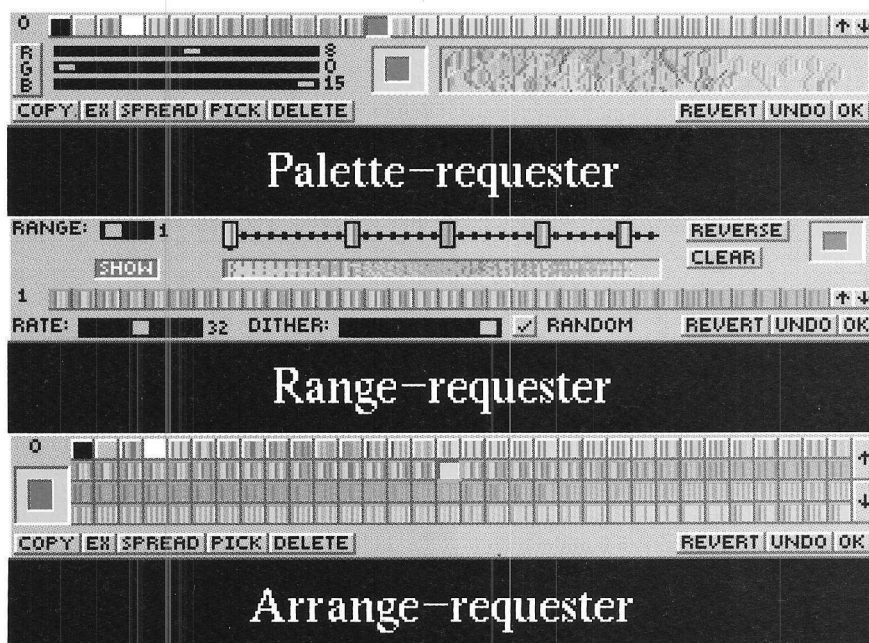 0
R 8
G 0
B 15
COPY EX SPREAD PICK DELETE REVERT UNDO OK
Palette-requester
RANGE: 1 REVERSE
SHOW CLEAR
1
RATE: 32 DITHER: RANDOM REVERT UNDO OK
Range-requester
0
COPY EX SPREAD PICK DELETE REVERT UNDO OK
Arrange-requester